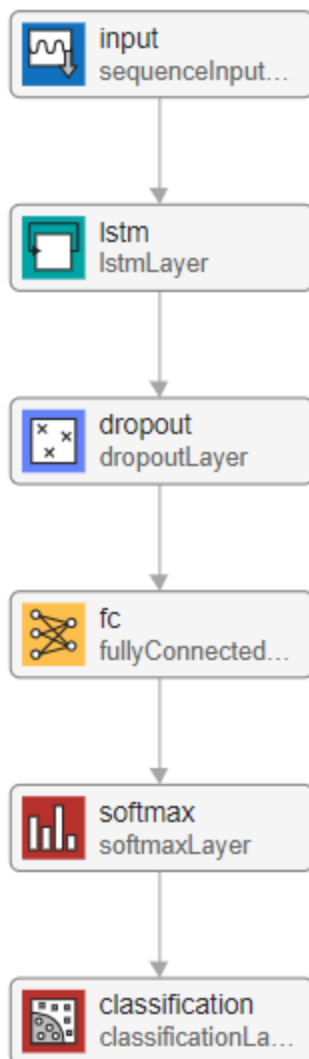 input
sequenceInput...
lstm
lstmLayer
dropout
dropoutLayer
fc
fullyConnected...
softmax
softmaxLayer
classification
classificationLa...